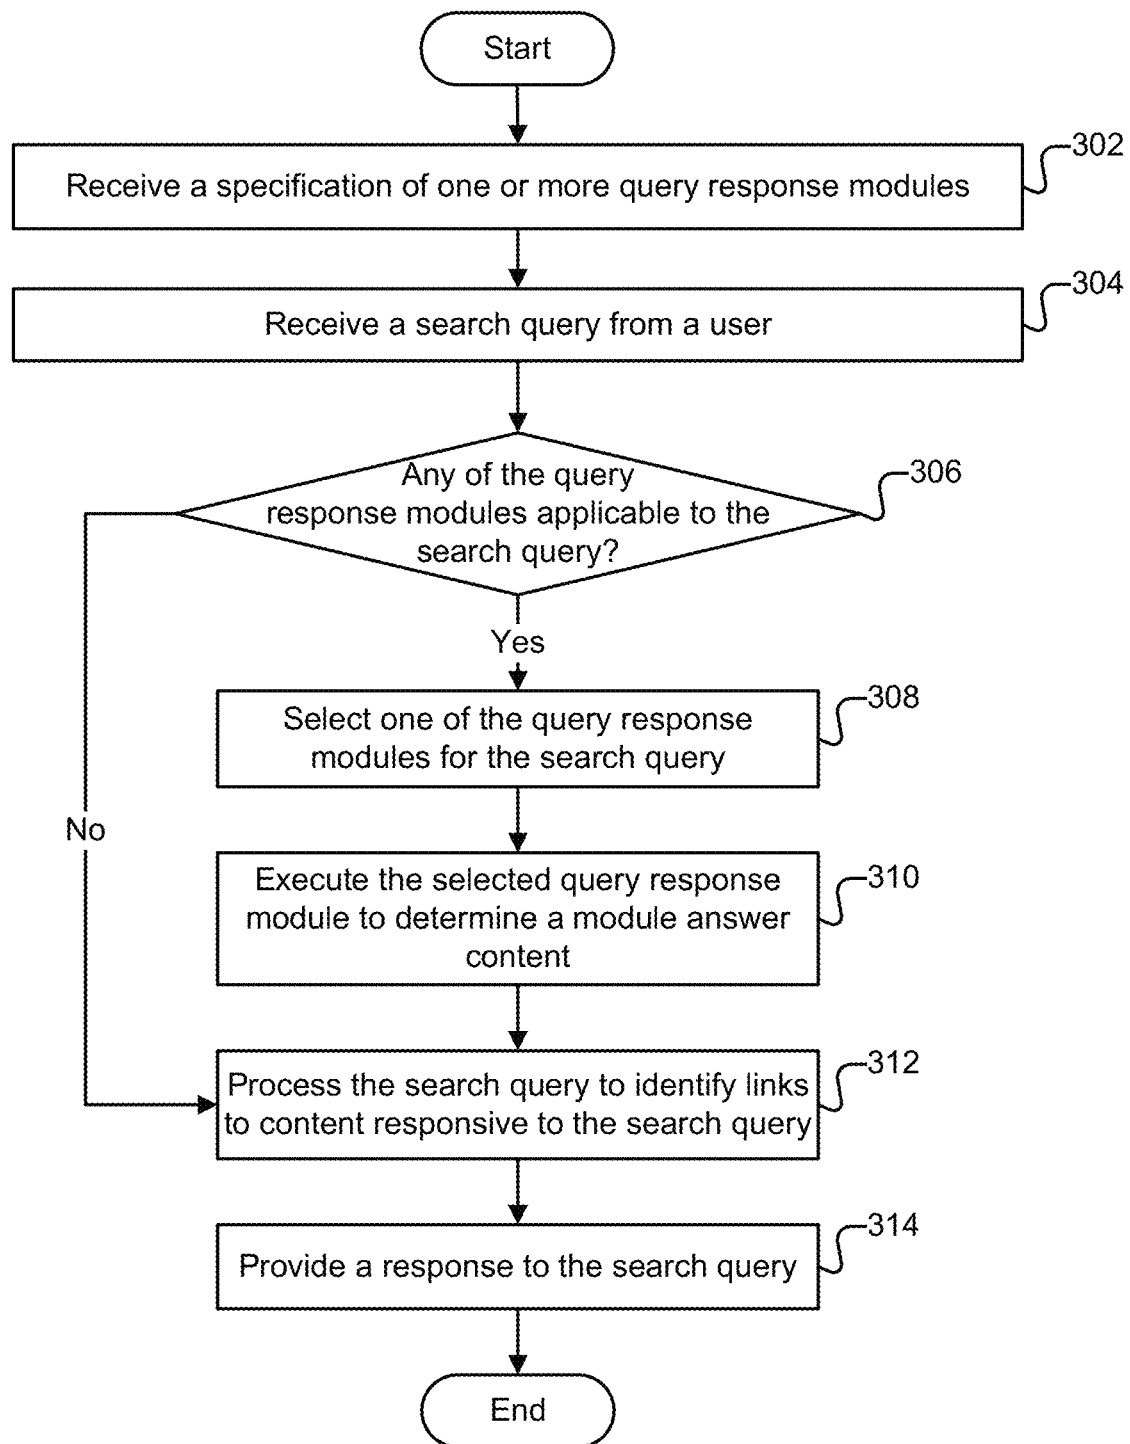 Start
302
Receive a specification of one or more query response modules
304
Receive a search query from a user
306
Any of the query
response modules applicable to the
search query?
Yes
308
Select one of the query response
modules for the search query
No
310
Execute the selected query response
module to determine a module answer
content
312
Process the search query to identify links
to content responsive to the search query
314
Provide a response to the search query
End